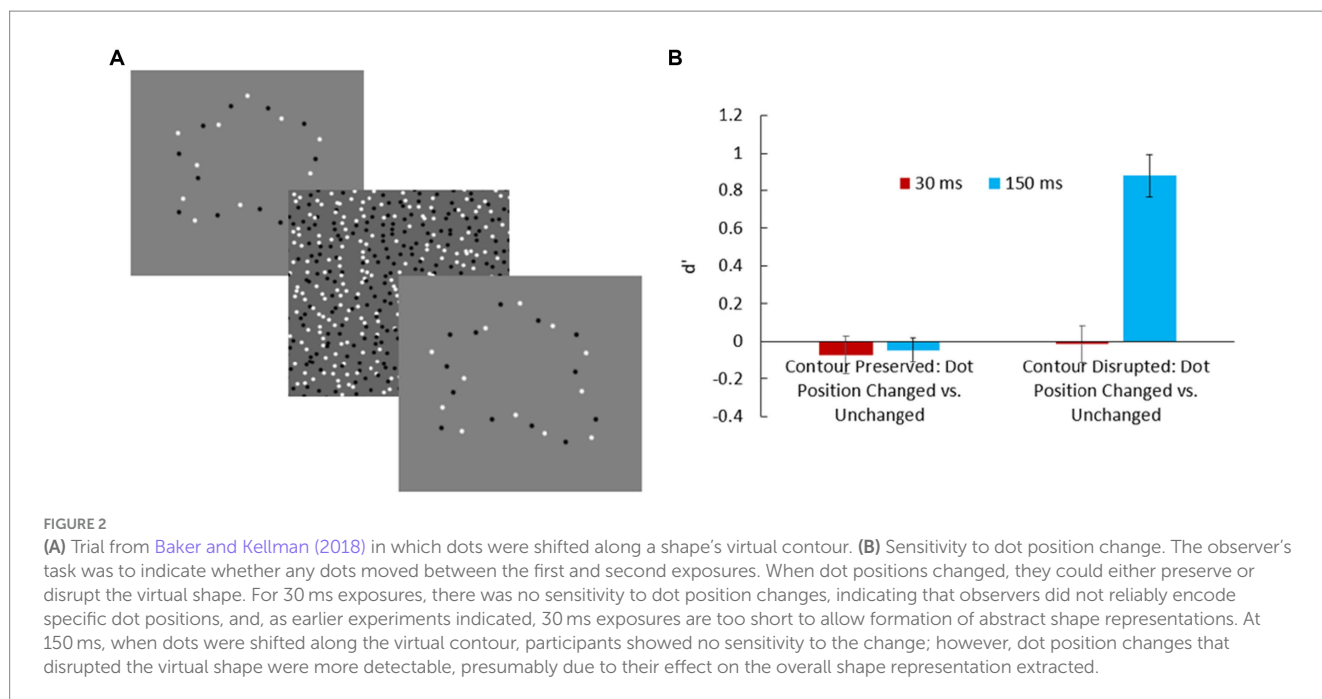 A
B
1.2
1
0.8
0.6
0.4
0.2
0
-0.2
-0.4
d'
30 ms 150 ms
Contour Preserved: Dot
Position Changed vs.
Unchanged
Contour Disrupted: Dot
Position Changed vs.
Unchanged
FIGURE 2
(A) Trial from Baker and Kellman (2018) in which dots were shifted along a shape’s virtual contour. (B) Sensitivity to dot position change. The observer’s
task was to indicate whether any dots moved between the first and second exposures. When dot positions changed, they could either preserve or
disrupt the virtual shape. For 30 ms exposures, there was no sensitivity to dot position changes, indicating that observers did not reliably encode
specific dot positions, and, as earlier experiments indicated, 30 ms exposures are too short to allow formation of abstract shape representations. At
150 ms, when dots were shifted along the virtual contour, participants showed no sensitivity to the change; however, dot position changes that
disrupted the virtual shape were more detectable, presumably due to their effect on the overall shape representation extracted.